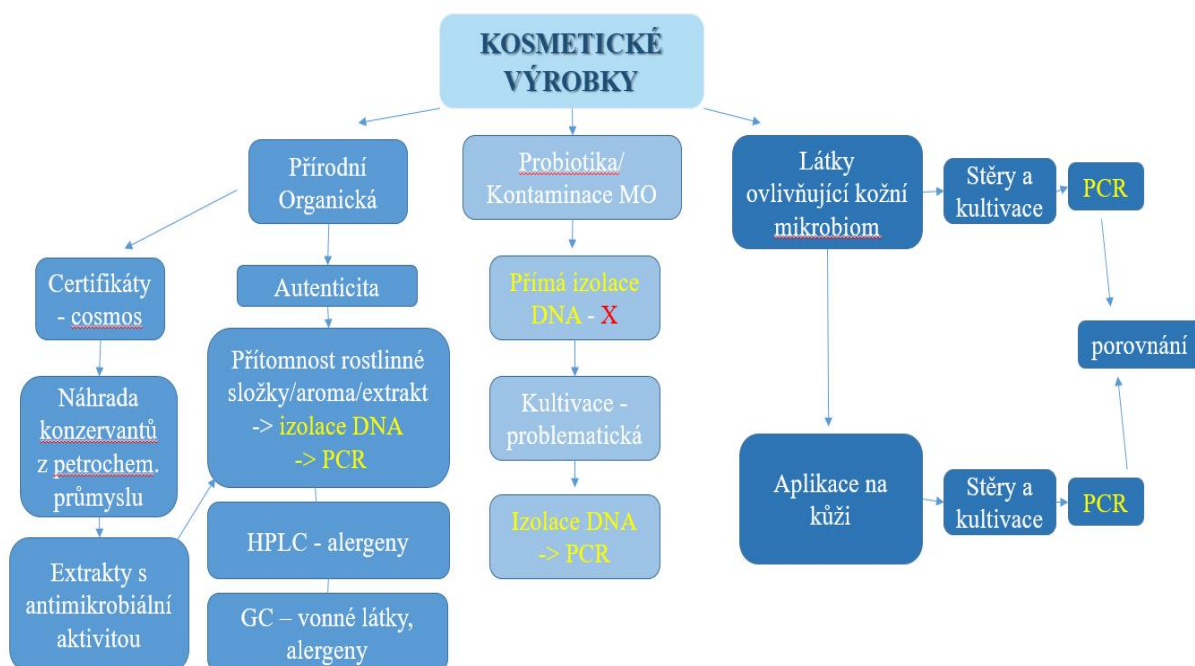 KOSMETICKÉ
VÝROBKY
Přírodní
Organická
Certifikáty
- cosmos
Náhrada
konzervantů
z petrochem.
průmyslu
Extrakty s
antimikrobiální
aktivitou
Autenticita
Přítomnost rostlinné
složky/aroma/extrakt
-> izolace DNA
-> PCR
HPLC - alergeny
GC – vonné látky,
alergeny
Probiotika/
Kontaminace MO
Přímá izolace
DNA - X
Kultivace -
problematická
Izolace DNA
-> PCR
Látky
ovlivňující kožní
mikrobiom
Stěry a
kultivace
PCR
porovnání
Aplikace na
kůži
Stěry a
kultivace
PCR